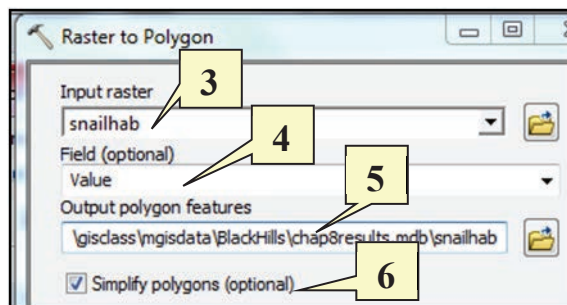 Raster to Polygon
Input raster
3
snailhab
Field (optional)
4
Value
Output polygon features
5
\gisclass\mgisdata\BlackHills\chap8results.mdb\snailhab
Simplify polygons (optional)
6